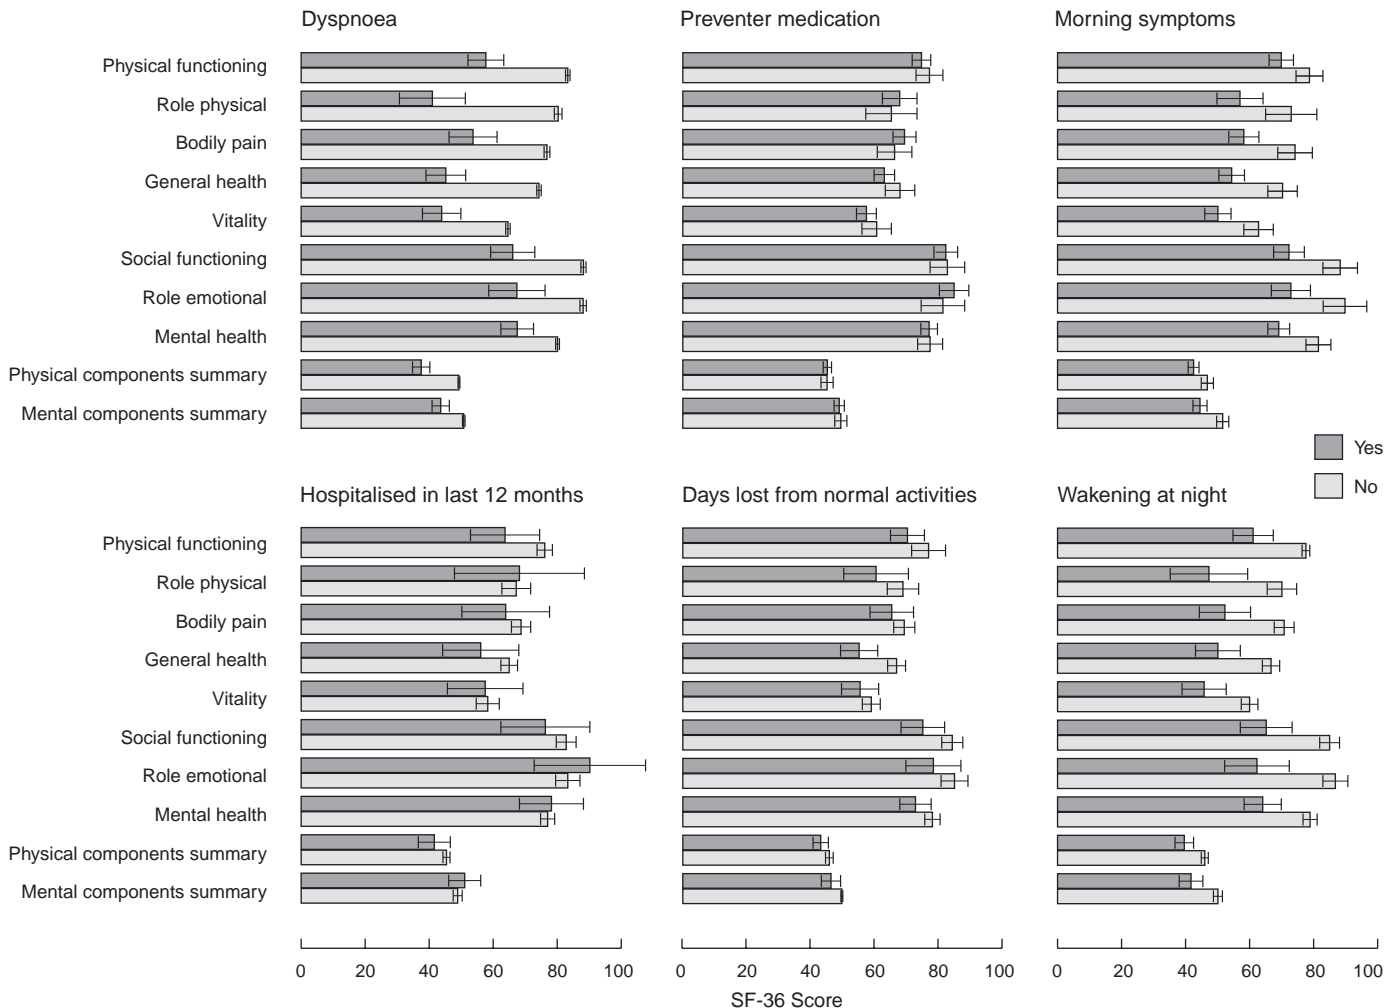 Dyspnoea
Preventer medication
Morning symptoms
Physical functioning
Role physical
Bodily pain
General health
Vitality
Social functioning
Role emotional
Mental health
Physical components summary
Mental components summary
Yes
No
Hospitalised in last 12 months
Days lost from normal activities
Wakening at night
Physical functioning
Role physical
Bodily pain
General health
Vitality
Social functioning
Role emotional
Mental health
Physical components summary
Mental components summary
0 20 40 60 80 100
0 20 40 60 80 100
0 20 40 60 80 100
SF-36 Score